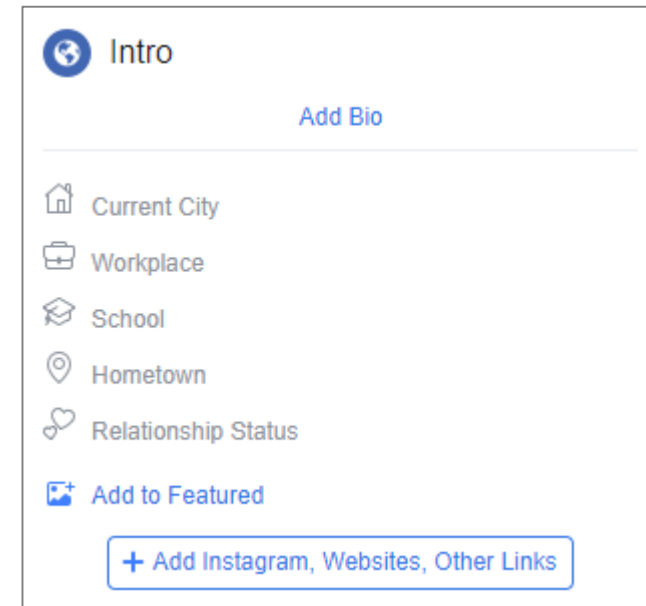 Intro
Add Bio
Current City
Workplace
School
Hometown
Relationship Status
Add to Featured
+ Add Instagram, Websites, Other Links